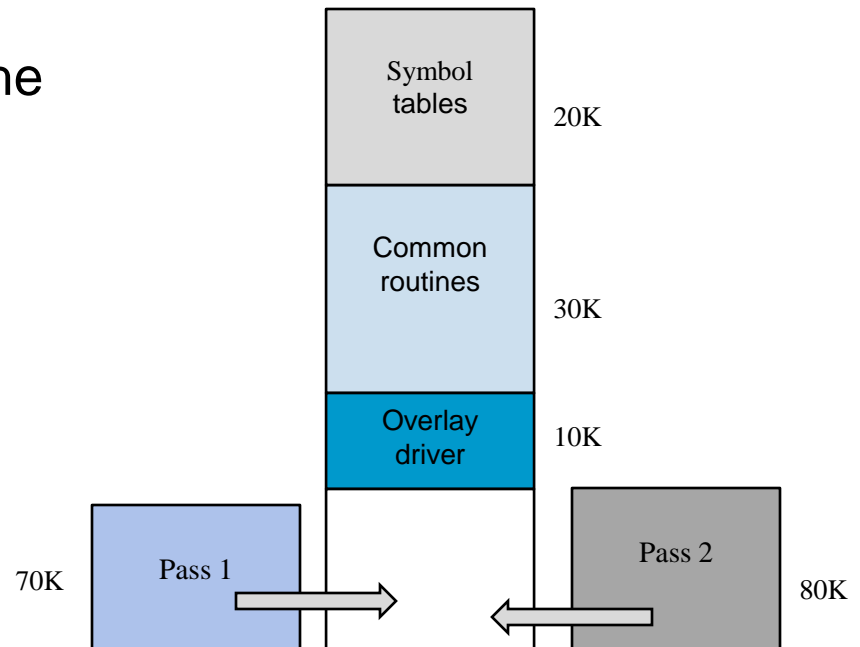 ne
Symbol
tables
20K
Common
routines
30K
Overlay
driver
10K
Pass 1
70K
Pass 2
80K